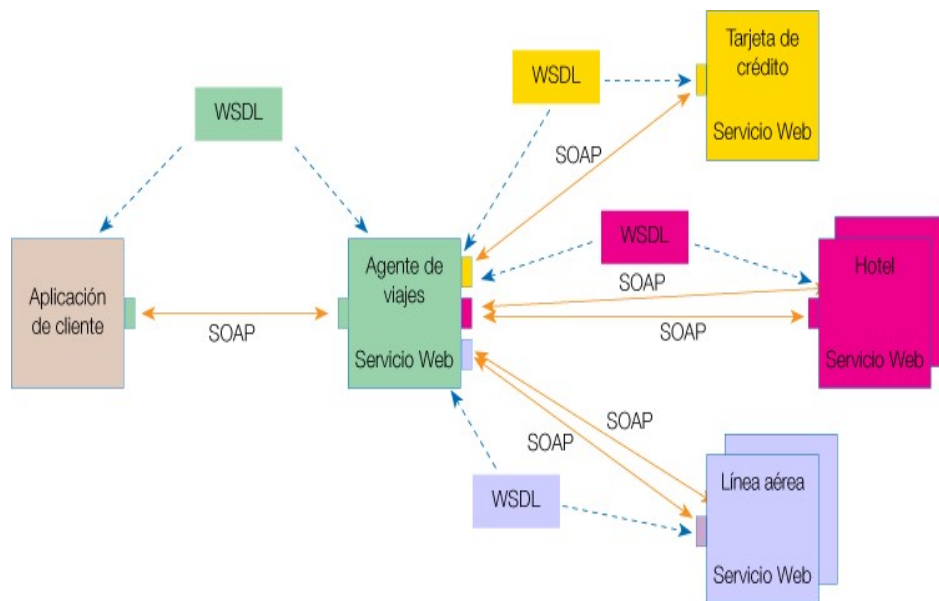 WSDL
Aplicación
de cliente
SOAP
Agente de
viajes
Servicio Web
WSDL
SOAP
Tarjeta de
crédito
Servicio Web
WSDL
SOAP
SOAP
Hotel
Servicio Web
WSDL
SOAP
SOAP
Línea aérea
Servicio Web